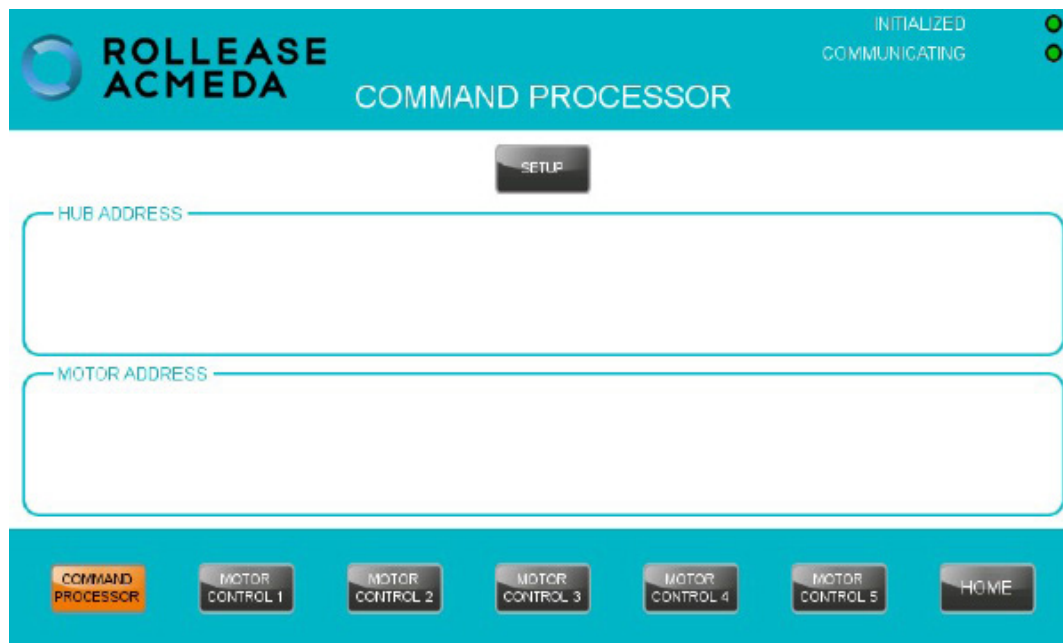 INITIALIZED
ROLLEASE
COMMUNICATING
ACMEDA
COMMAND PROCESSOR
SETUP
HUB ADDRESS
MOTOR ADDRESS
COMMAND
PROCESSOR
MOTOR
CONTROL 1
MOTOR
CONTROL 2
MOTOR
CONTROL 3
MOTOR
CONTROL 4
MOTOR
CONTROL 5
HOME